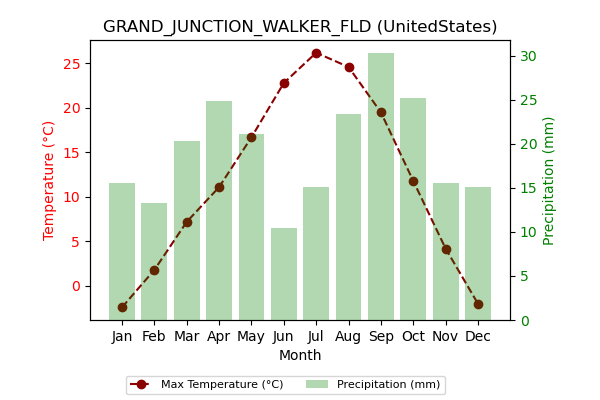 GRAND_JUNCTION_WALKER_FLD (UnitedStates)
Temperature (°C)
25
20
15
10
5
0
Precipitation (mm)
30
25
20
15
10
5
0
Jan Feb Mar Apr May Jun Jul Aug Sep Oct Nov Dec
Month
Max Temperature (°C) Precipitation (mm)